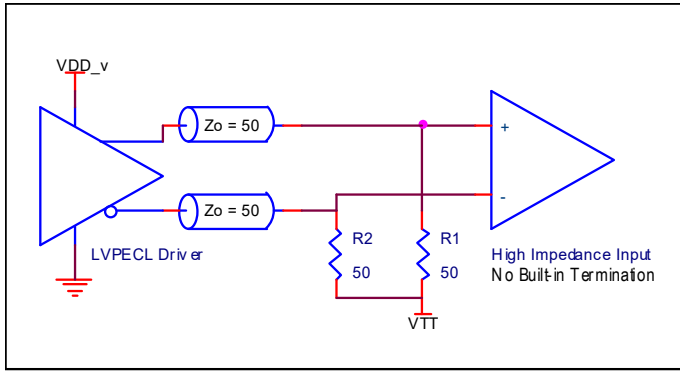 VDD_v
Zo = 50
+
Zo = 50
-
R2
R1
LVPECL Driver
50
50
High Impedance Input
No Built-in Termination
VTT